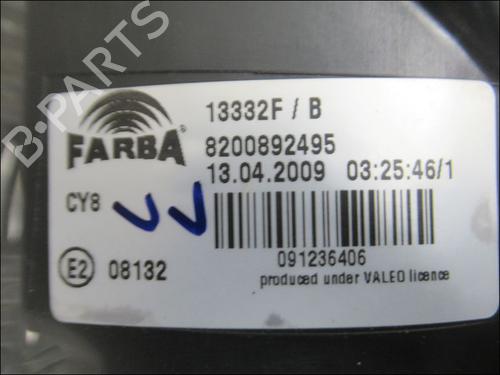 B-PARTS
FARBA®
13332F / B
8200892495
13.04.2009 03:25:46/1
CY8
E2 08132
091236406
produced under VALEO licence